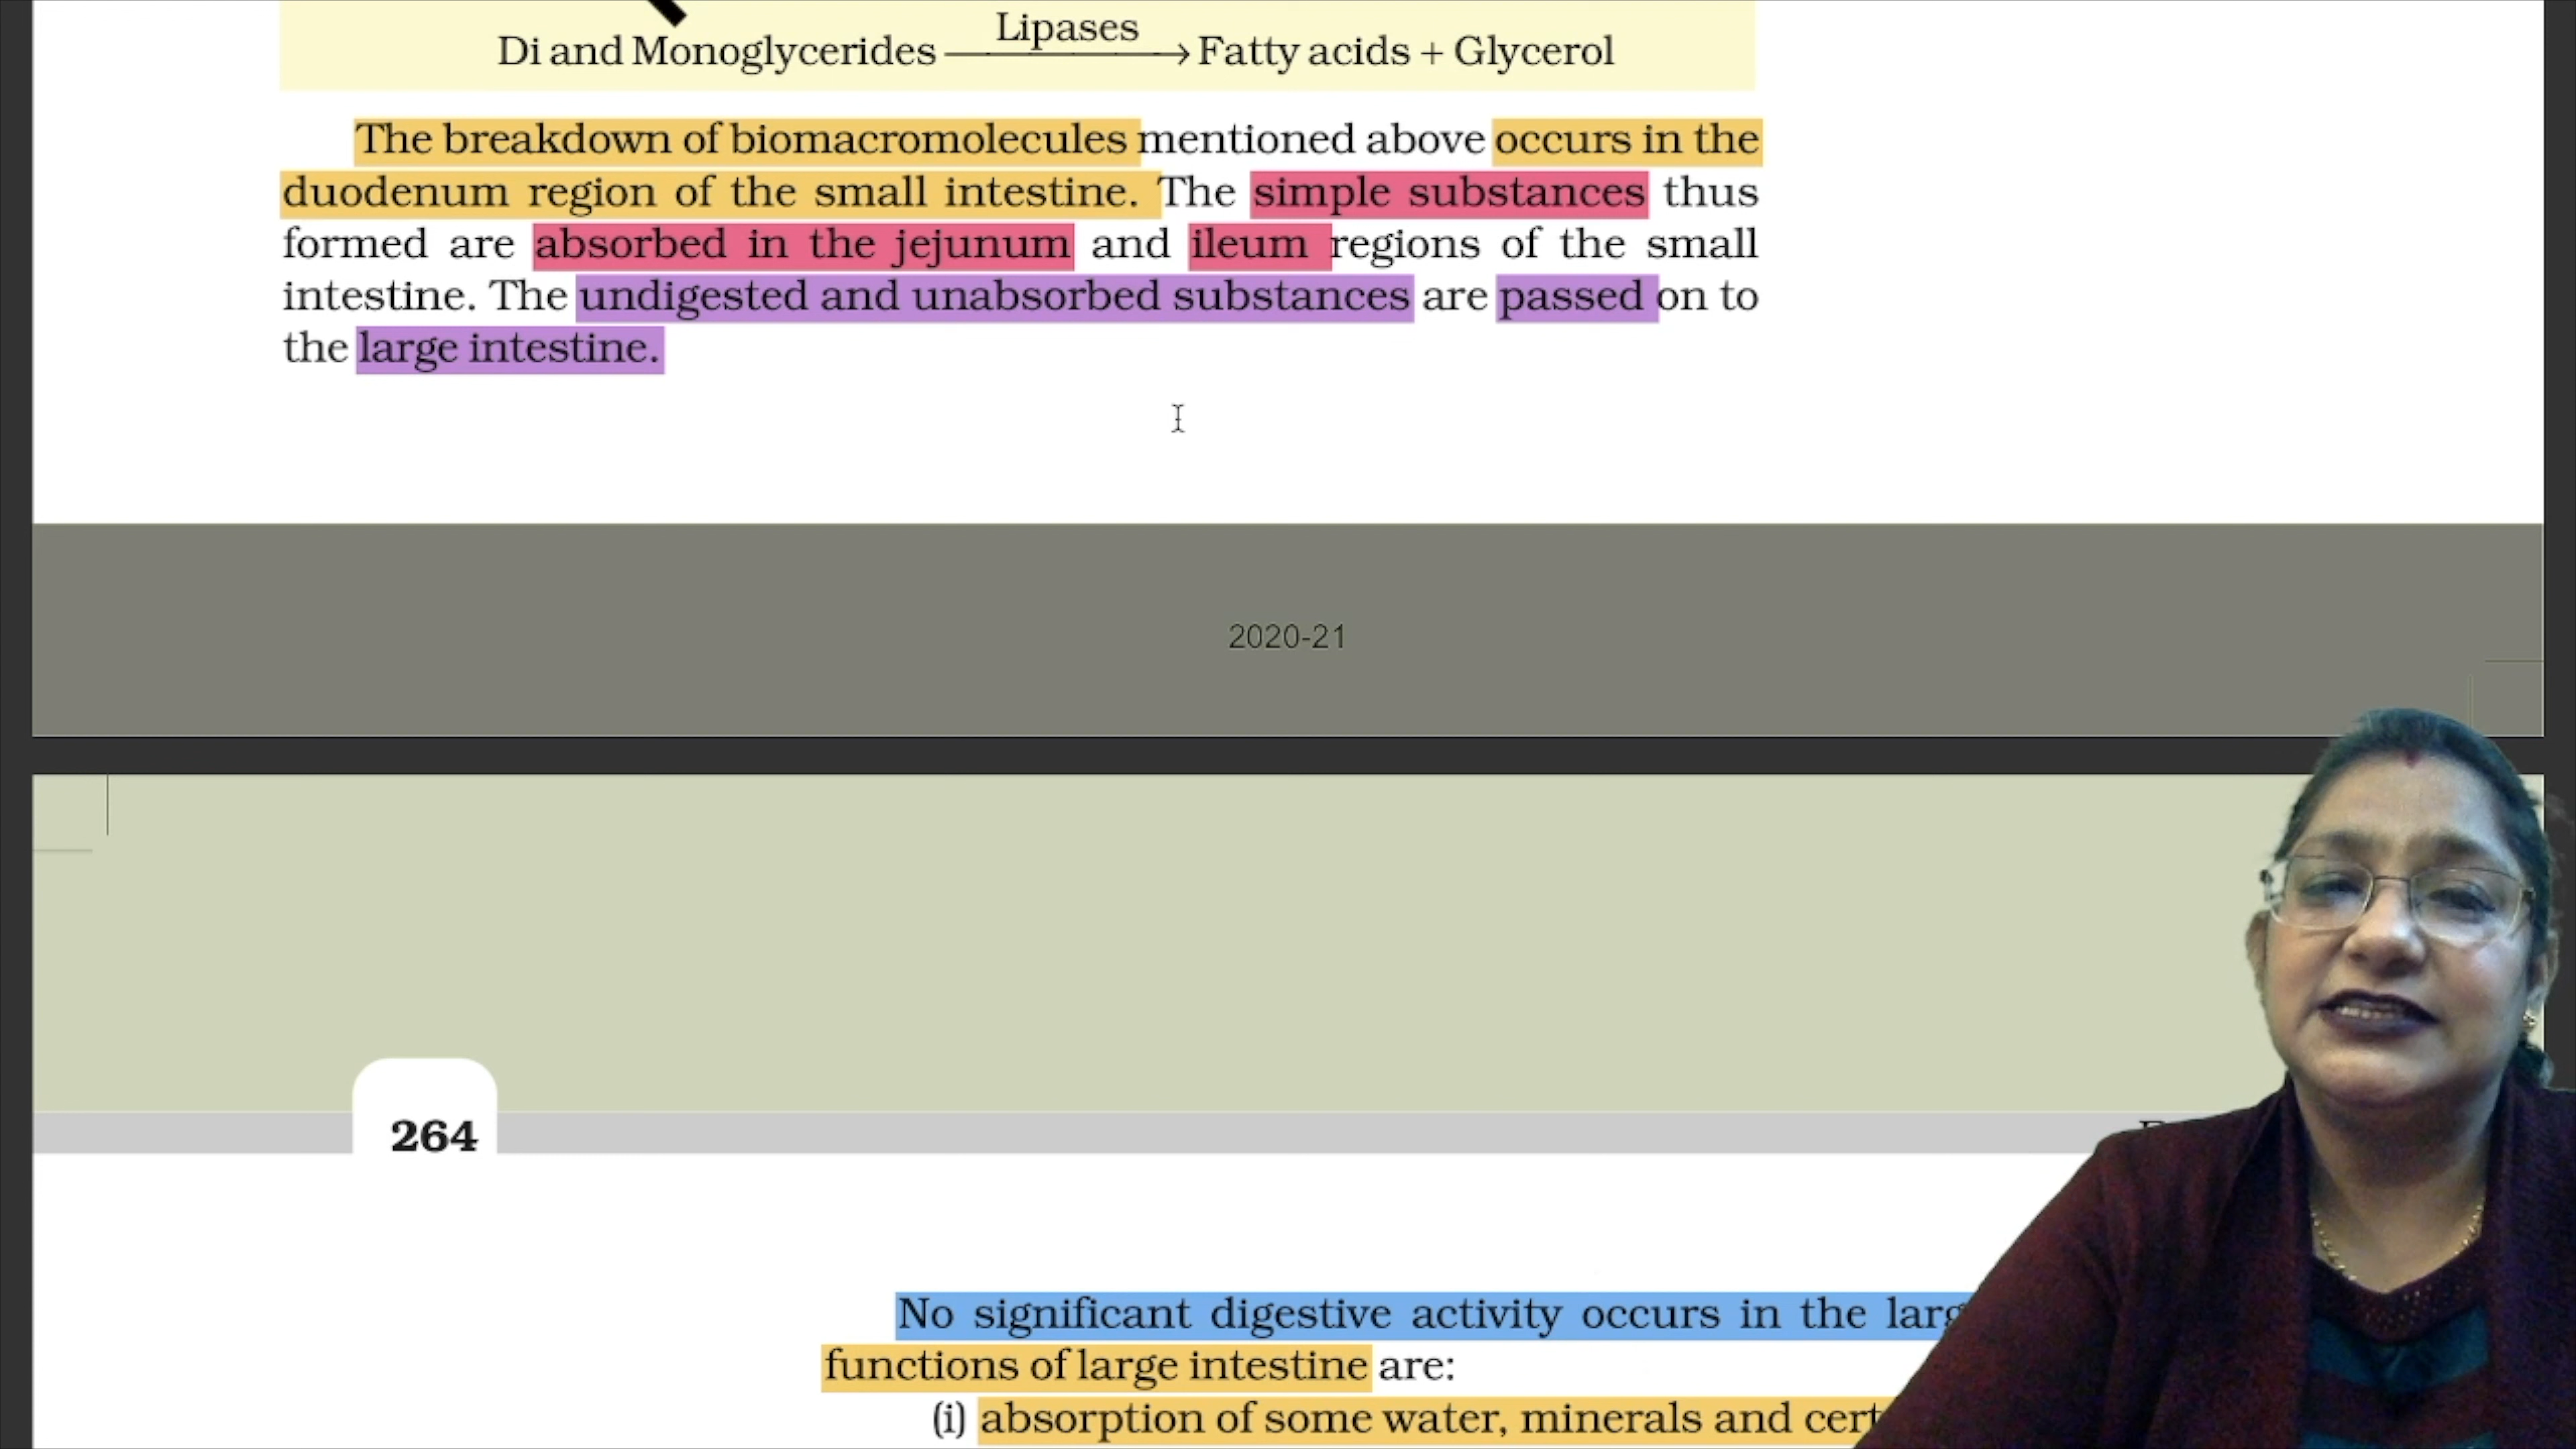 Lipases
Di and Monoglycerides → Fatty acids + Glycerol
The breakdown of biomacromolecules mentioned above occurs in the
duodenum region of the small intestine. The simple substances thus
formed are absorbed in the jejunum and ileum regions of the small
intestine. The undigested and unabsorbed substances are passed on to
the large intestine.
2020-21
264
No significant digestive activity occurs in the
functions of large intestine are:
(i) absorption of some water, minerals and